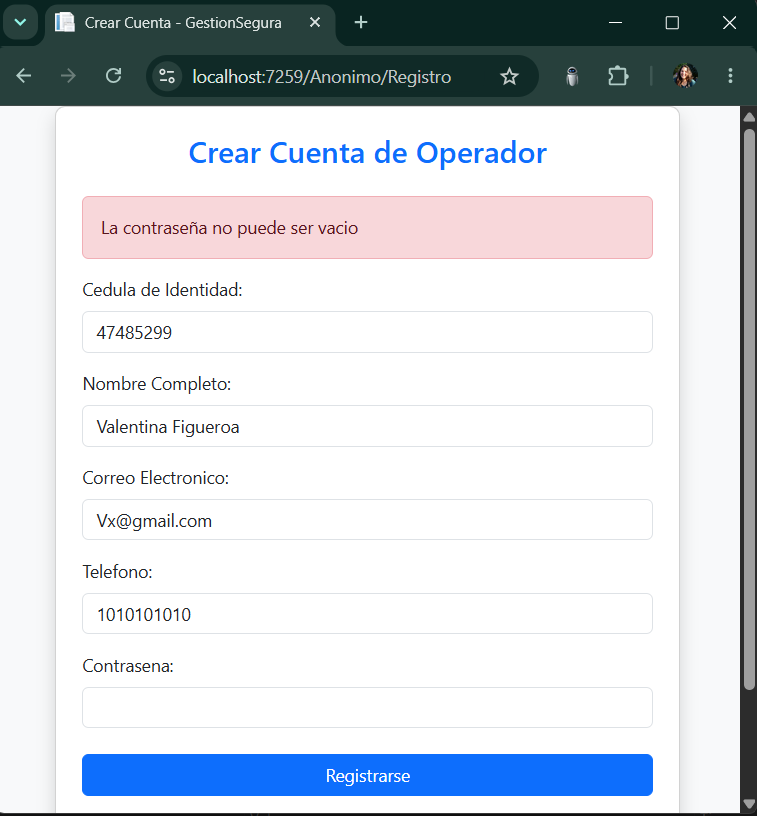 Crear Cuenta - GestionSegura
localhost:7259/Anonimo/Registro
Crear Cuenta de Operador
La contraseña no puede ser vacio
Cedula de Identidad:
47485299
Nombre Completo:
Valentina Figueroa
Correo Electronico:
Vx@gmail.com
Telefono:
1010101010
Contrasena:
Registrarse